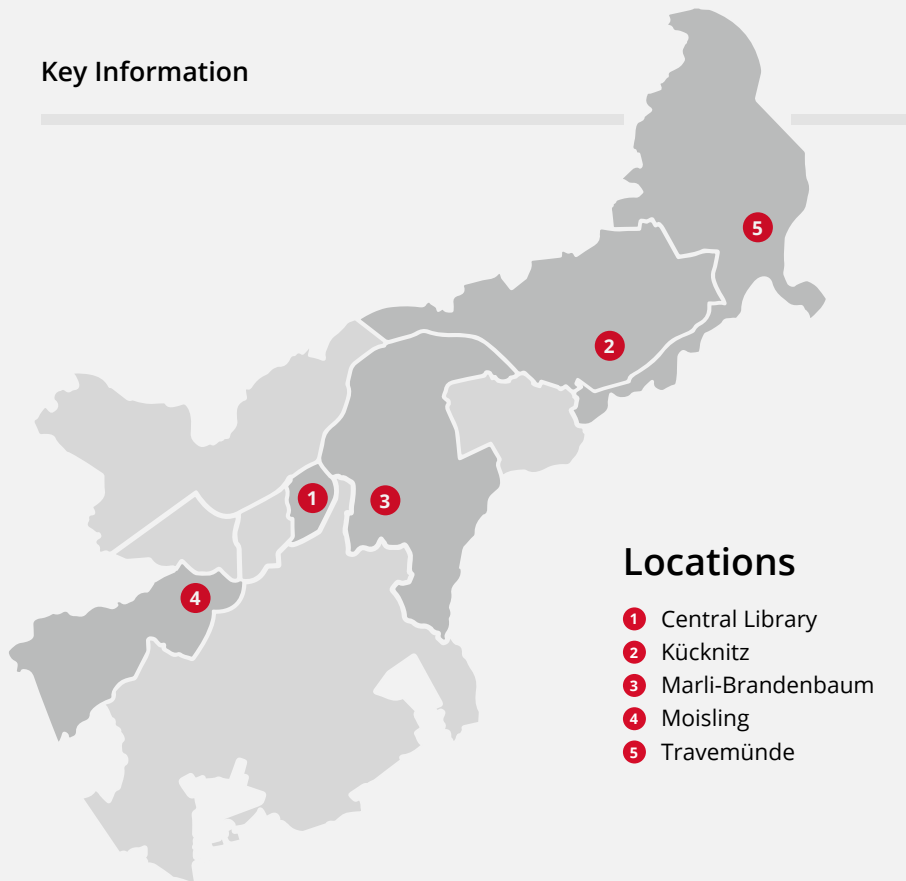 Key Information
5
2
1
3
4
Locations
1 Central Library
2 Kücknitz
3 Marli-Brandenbaum
4 Moisling
5 Travemünde